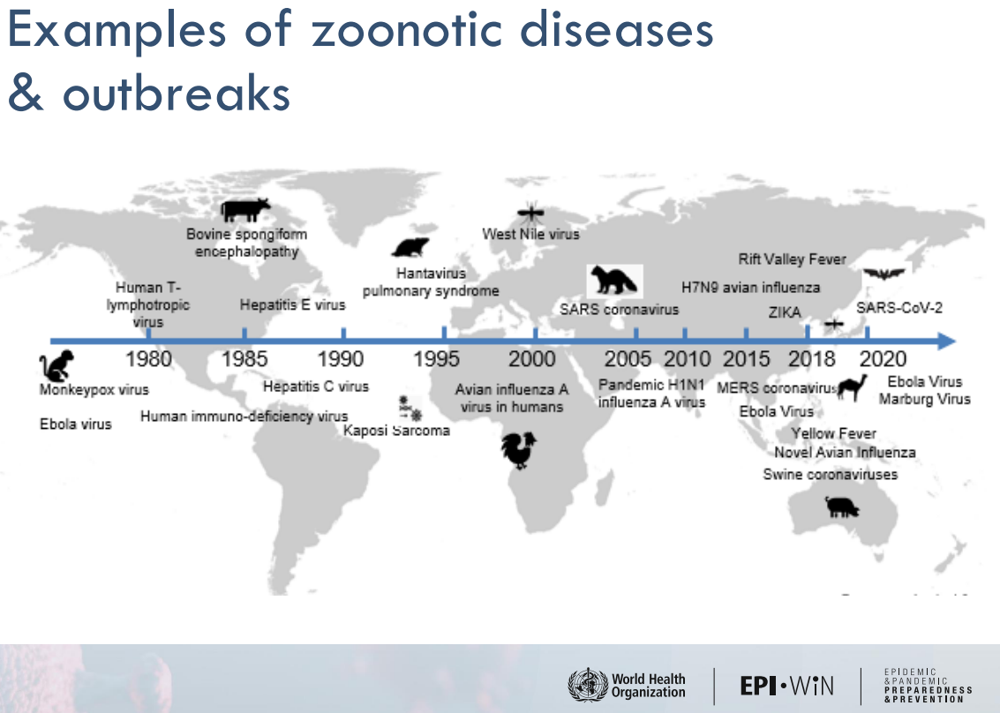 Examples of zoonotic diseases
& outbreaks
Bovine spongiform
encephalopathy
West Nile virus
Hantavirus
pulmonary syndrome
Rift Valley Fever
Human T-
lymphotropic
virus
Hepatitis E virus
SARS coronavirus
H7N9 avian influenza
ZIKA
SARS-CoV-2
1980
1985
1990
1995
2000
2005
2010
2015
2018
2020
Monkeypox virus
Ebola virus
Hepatitis C virus
Human immuno-deficiency virus
Kaposi Sarcoma
Avian influenza A
virus in humans
Pandemic H1N1
influenza A virus
MERS coronavirus
Ebola Virus
Yellow Fever
Novel Avian Influenza
Swine coronaviruses
Ebola Virus
Marburg Virus
World Health
Organization
EPI•WiN
EPIDEMIC
&PANDEMIC
PREPAREDNESS
&PREVENTION